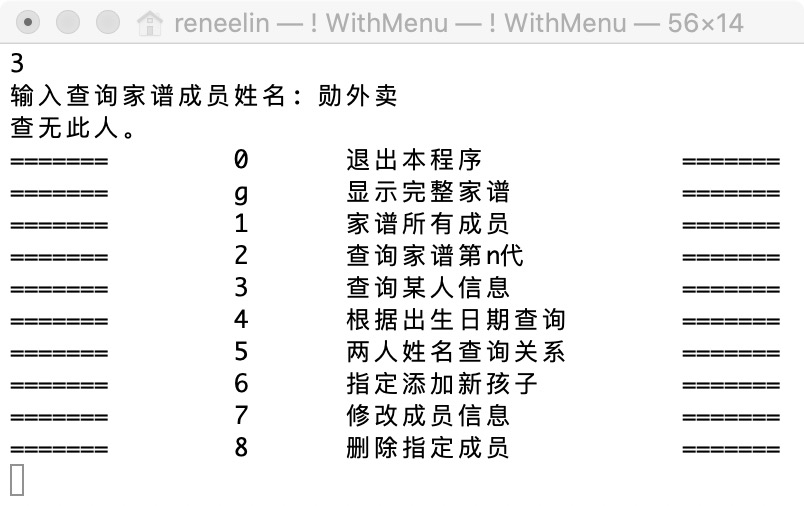 reneelin — ! WithMenu — ! WithMenu — 56×14
3
输入查询家谱成员姓名：勋外卖
查无此人。
======= 0 退出本程序 =======
======= g 显示完整家谱 =======
======= 1 家谱所有成员 =======
======= 2 查询家谱第n代 =======
======= 3 查询某人信息 =======
======= 4 根据出生日期查询 =======
======= 5 两人姓名查询关系 =======
======= 6 指定添加新孩子 =======
======= 7 修改成员信息 =======
======= 8 删除指定成员 =======